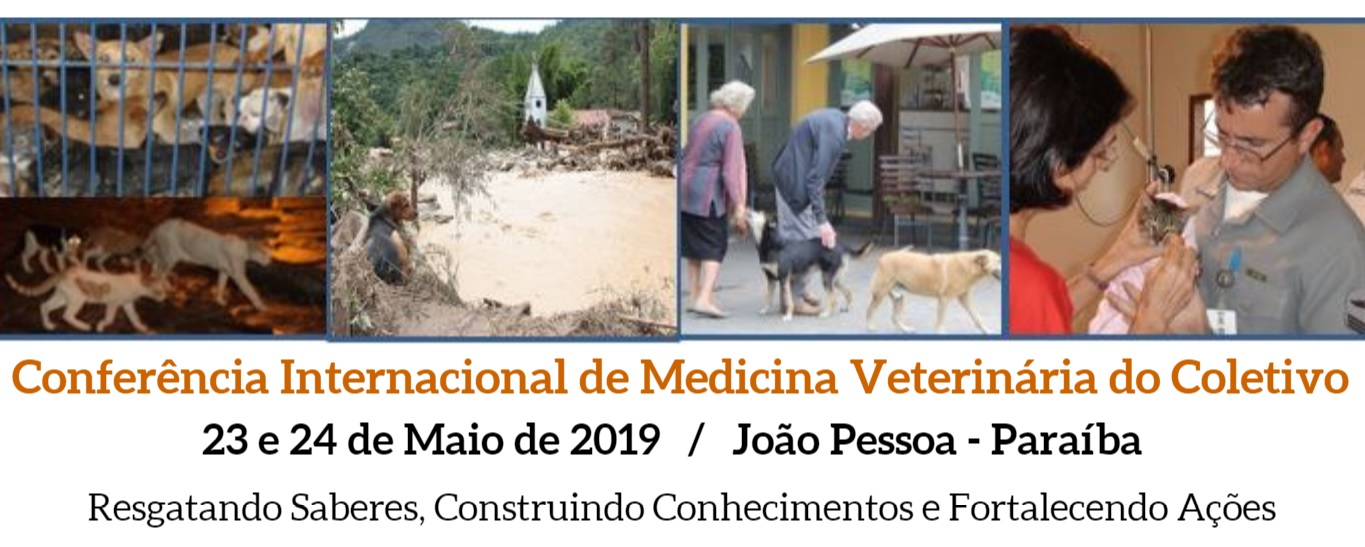 Conferência Internacional de Medicina Veterinária do Coletivo
23 e 24 de Maio de 2019 / João Pessoa - Paraíba
Resgatando Saberes, Construindo Conhecimentos e Fortalecendo Ações